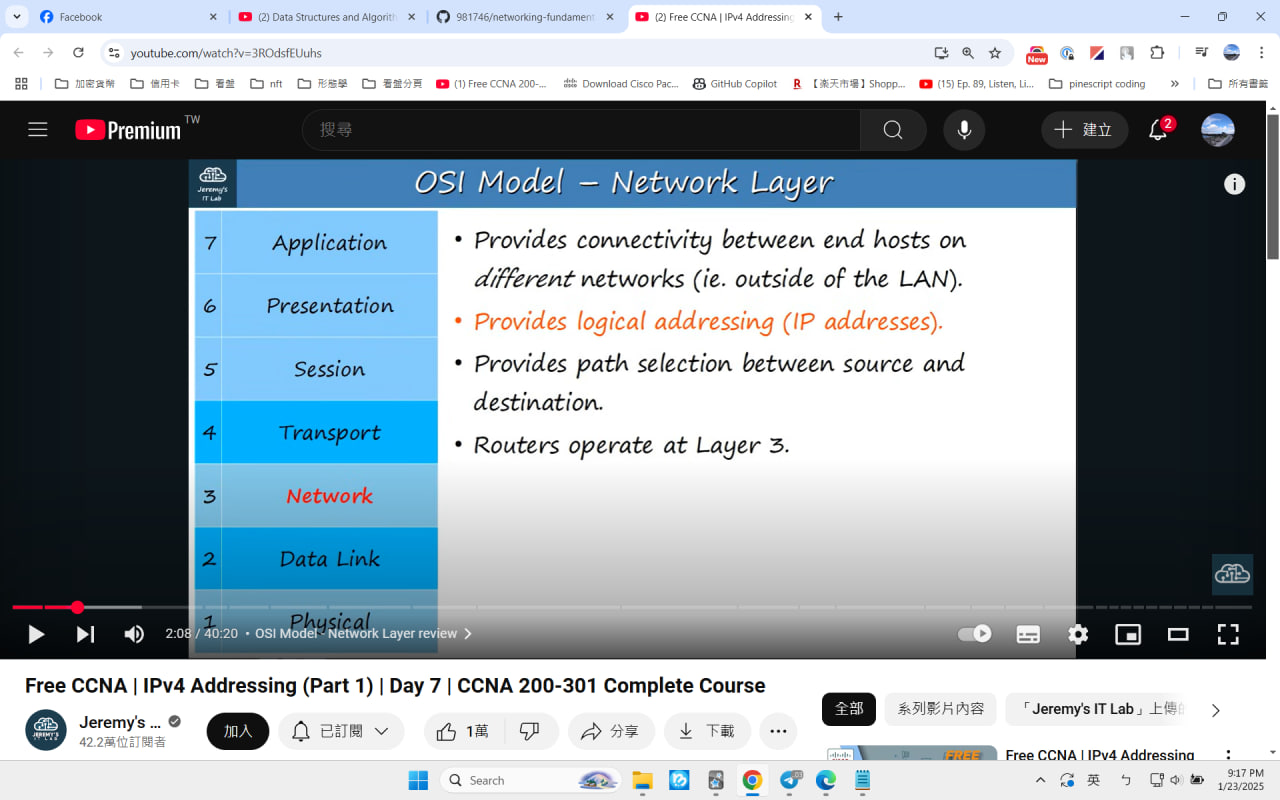 Facebook
(2) Data Structures and Algorith
981746/networking-fundament
(2) Free CCNA | IPv4 Addressing
youtube.com/watch?v=3ROdsfEUuhs
New
加密貨幣
信用卡
看盤
nft
形態學
看盤分頁
(1) Free CCNA 200-...
Download Cisco Pac...
GitHub Copilot
【楽天市場】Shopp...
(15) Ep. 89, Listen, Li...
pinescript coding
所有書籤
Premium TW
搜尋
建立
2
Jeremy's
IT Lab
OSI Model – Network Layer
7 Application
6 Presentation
5 Session
4 Transport
3 Network
2 Data Link
1 Physical
• Provides connectivity between end hosts on
different networks (ie. outside of the LAN).
• Provides logical addressing (IP addresses).
• Provides path selection between source and
destination.
• Routers operate at Layer 3.
2:08 / 40:20 • OSI Model - Network Layer review
Free CCNA | IPv4 Addressing (Part 1) | Day 7 | CCNA 200-301 Complete Course
Jeremy's ...
42.2萬位訂閱者
加入
已訂閱
1萬
分享
下載
全部
系列影片內容
「Jeremy's IT Lab」上傳的
FREE
Free CCNA | IPv4 Addressing
Search
英
ㄅ
9:17 PM
1/23/2025